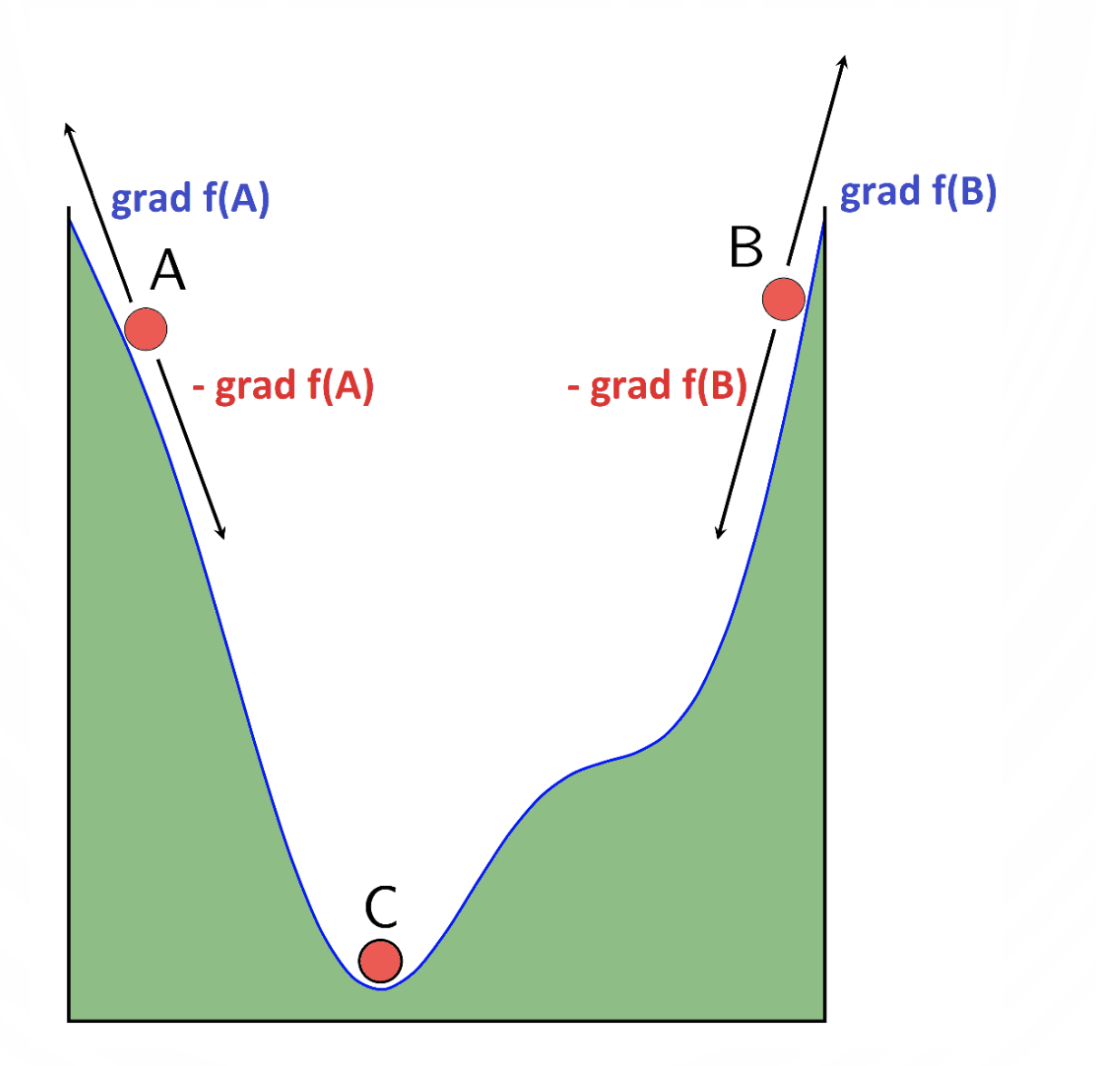 grad f(A)
grad f(B)
A
B
- grad f(A)
- grad f(B)
C